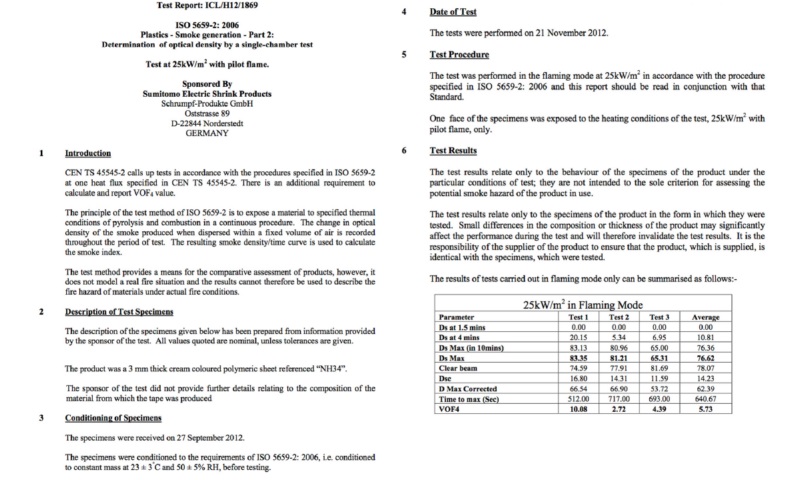 Test Report: ICL/H12/1869
ISO 5659-2: 2006
Plastics - Smoke generation - Part 2:
Determination of optical density by a single-chamber test
Test at 25kW/m² with pilot flame.
Sponsored By
Sumitomo Electric Shrink Products
Schrumpf-Produkte GmbH
Oststrasse 89
D-22844 Norderstedt
GERMANY
1 Introduction
CEN TS 45545-2 calls up tests in accordance with the procedures specified in ISO 5659-2
at one heat flux specified in CEN TS 45545-2. There is an additional requirement to
calculate and report VOF₄ value.
The principle of the test method of ISO 5659-2 is to expose a material to specified thermal
conditions of pyrolysis and combustion in a continuous procedure. The change in optical
density of the smoke produced when dispersed within a fixed volume of air is recorded
throughout the period of test. The resulting smoke density/time curve is used to calculate
the smoke index.
The test method provides a means for the comparative assessment of products, however, it
does not model a real fire situation and the results cannot therefore be used to describe the
fire hazard of materials under actual fire conditions.
2 Description of Test Specimens
The description of the specimens given below has been prepared from information provided
by the sponsor of the test. All values quoted are nominal, unless tolerances are given.
The product was a 3 mm thick cream coloured polymeric sheet referenced "NH34".
The sponsor of the test did not provide further details relating to the composition of the
material from which the tape was produced
3 Conditioning of Specimens
The specimens were received on 27 September 2012.
The specimens were conditioned to the requirements of ISO 5659-2: 2006, i.e. conditioned
to constant mass at 23 ± 3˚C and 50 ± 5% RH, before testing.
4 Date of Test
The tests were performed on 21 November 2012.
5 Test Procedure
The test was performed in the flaming mode at 25kW/m² in accordance with the procedure
specified in ISO 5659-2: 2006 and this report should be read in conjunction with that
Standard.
One face of the specimens was exposed to the heating conditions of the test, 25kW/m² with
pilot flame, only.
6 Test Results
The test results relate only to the behaviour of the specimens of the product under the
particular conditions of test; they are not intended to the sole criterion for assessing the
potential smoke hazard of the product in use.
The test results relate only to the specimens of the product in the form in which they were
tested. Small differences in the composition or thickness of the product may significantly
affect the performance during the test and will therefore invalidate the test results. It is the
responsibility of the supplier of the product to ensure that the product, which is supplied, is
identical with the specimens, which were tested.
The results of tests carried out in flaming mode only can be summarised as follows:-
25kW/m² in Flaming Mode
Parameter Test 1 Test 2 Test 3 Average
Ds at 1.5 mins 0.00 0.00 0.00 0.00
Ds at 4 mins 20.15 5.34 6.95 10.81
Ds Max (in 10mins) 83.13 80.96 65.00 76.36
Ds Max 83.35 81.21 65.31 76.62
Clear beam 74.59 77.91 81.69 78.07
Dsc 16.80 14.31 11.59 14.23
D Max Corrected 66.54 66.90 53.72 62.39
Time to max (Sec) 512.00 717.00 693.00 640.67
VOF4 10.08 2.72 4.39 5.73